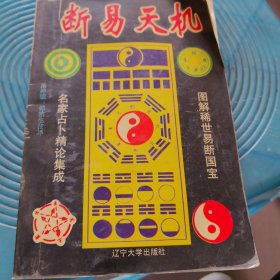 断易天机
图解稀世易断国宝
名家占卜精论集成
辽宁大学出版社